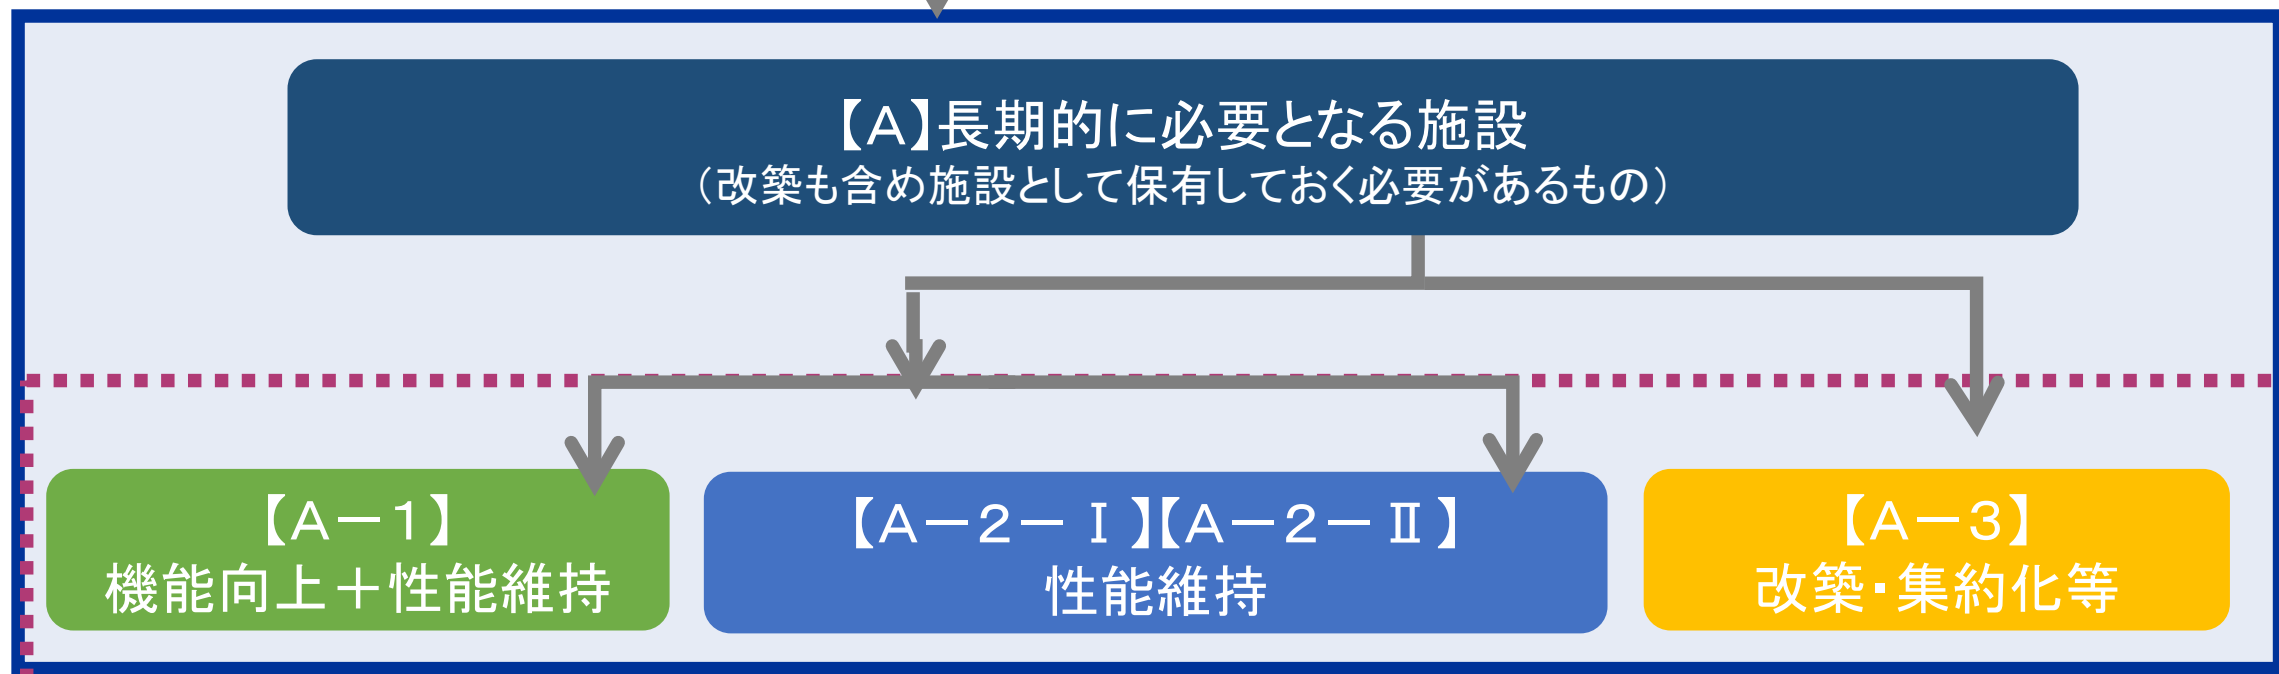 【A】長期的に必要となる施設
（改築も含め施設として保有しておく必要があるもの）
【A－１】
機能向上＋性能維持
【A－２－Ⅰ】【A－２－Ⅱ】
性能維持
【A－３】
改築・集約化等